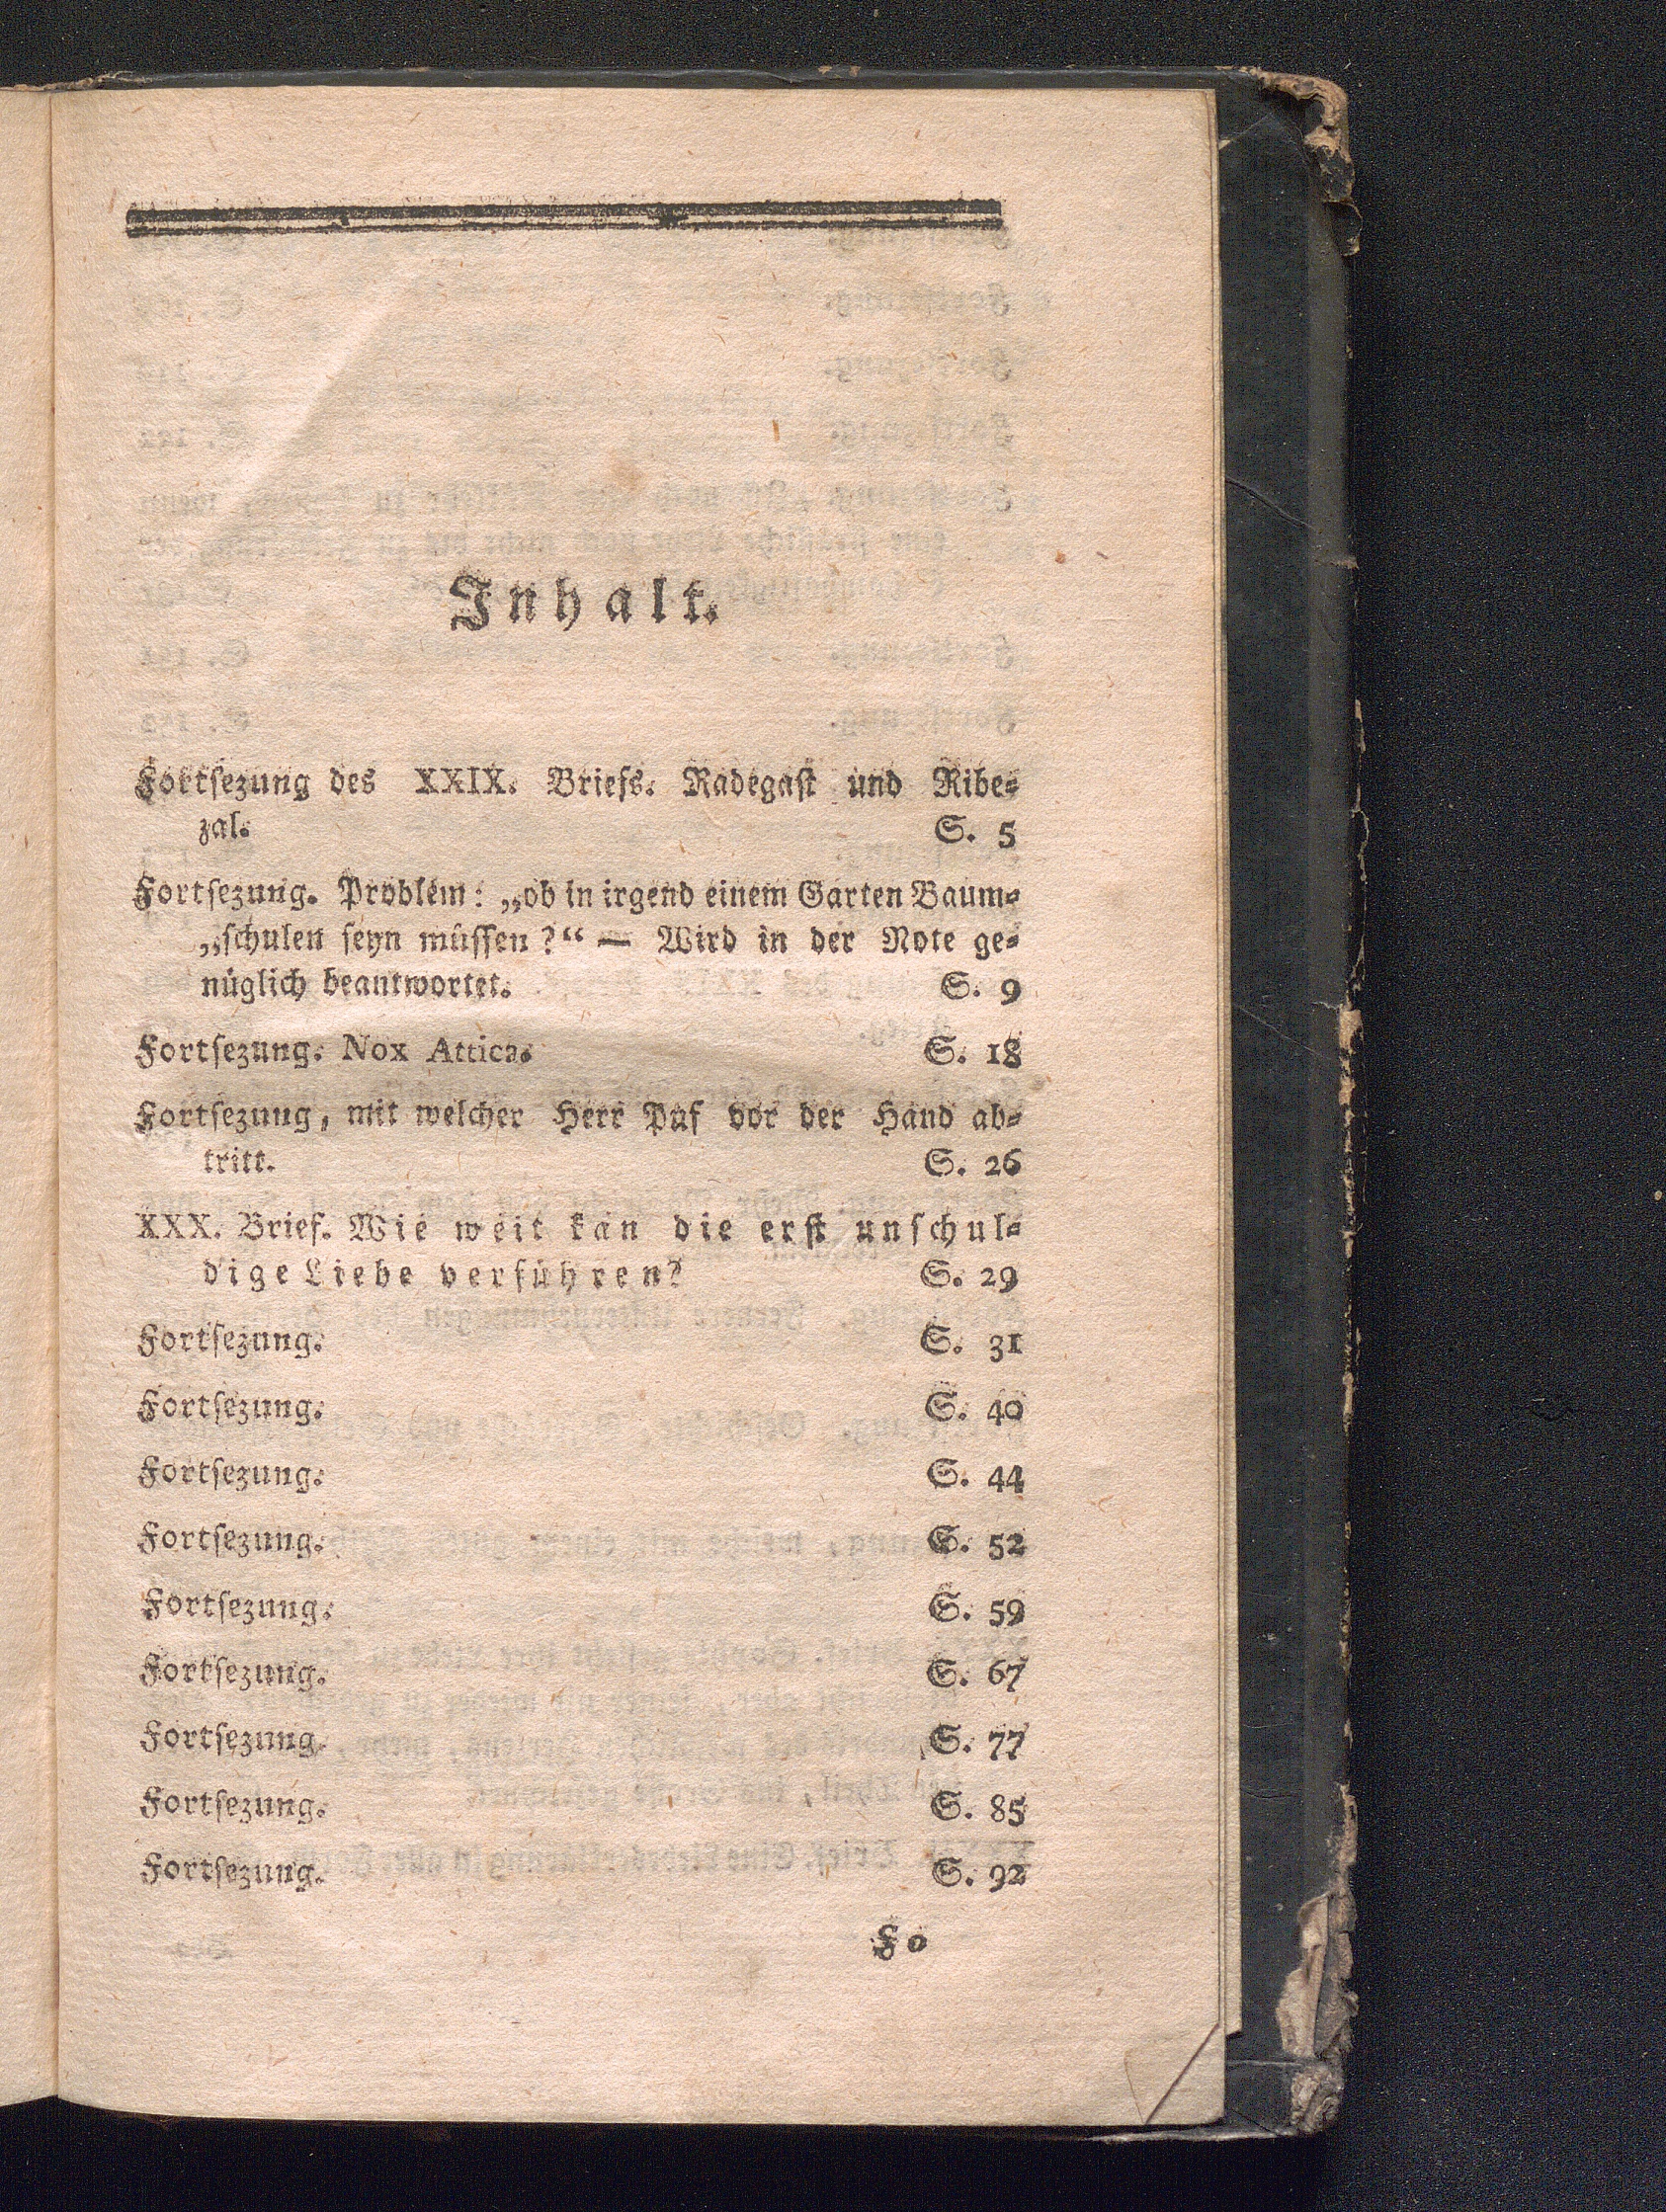 Inhalt.
Fortsezung des XXIX. Briefs. Radegast und Ribe-
zal. S. 5
Fortsezung. Problem: „ob in irgend einem Garten Baum-
„schulen seyn müssen?“ — Wird in der Note ge-
nüglich beantwortet. S. 9
Fortsezung. Nox Attica. S. 18
Fortsezung, mit welcher Herr Puf vor der Hand ab-
tritt. S. 26
XXX. Brief. Wie weit kan die erst unschul-
dige Liebe verführen? S. 29
Fortsezung. S. 31
Fortsezung. S. 40
Fortsezung. S. 44
Fortsezung. S. 52
Fortsezung. S. 59
Fortsezung. S. 67
Fortsezung. S. 77
Fortsezung. S. 85
Fortsezung. S. 92
Fo